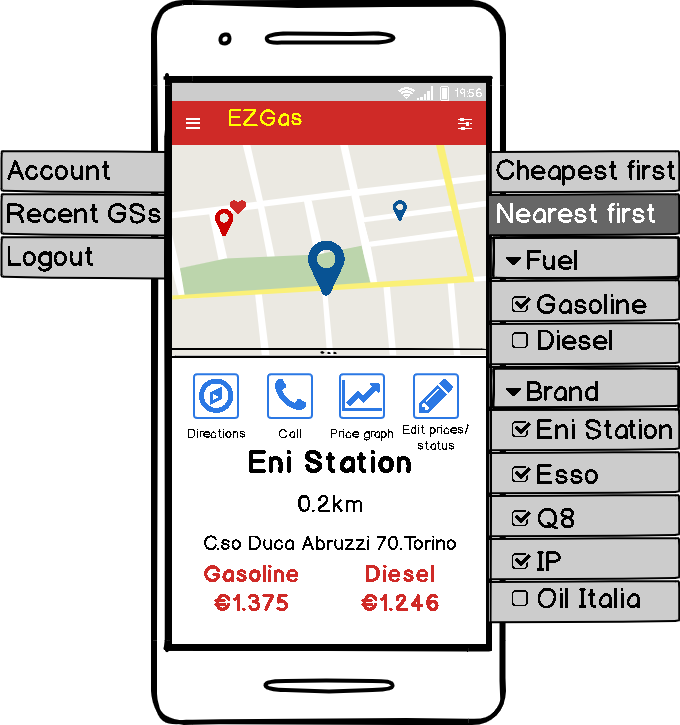 19:56
EZGas
Account
Recent GSs
Logout
Cheapest first
Nearest first
Fuel
Gasoline
Diesel
Brand
Eni Station
Esso
Q8
IP
Oil Italia
Directions
Call
Price graph
Edit prices/
status
Eni Station
0.2km
C.so Duca Abruzzi 70.Torino
Gasoline Diesel
€1.375 €1.246